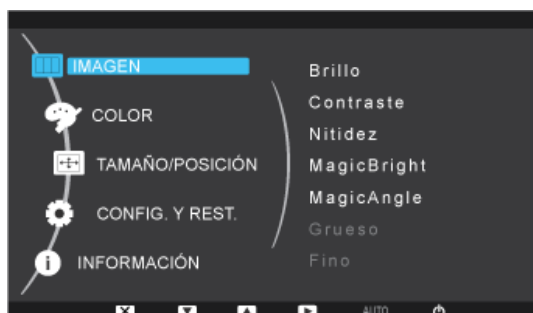 IMAGEN
COLOR
TAMAÑO/POSICIÓN
CONFIG. Y REST.
INFORMACIÓN
Brillo
Contraste
Nitidez
MagicBright
MagicAngle
Grueso
Fino
AUTO